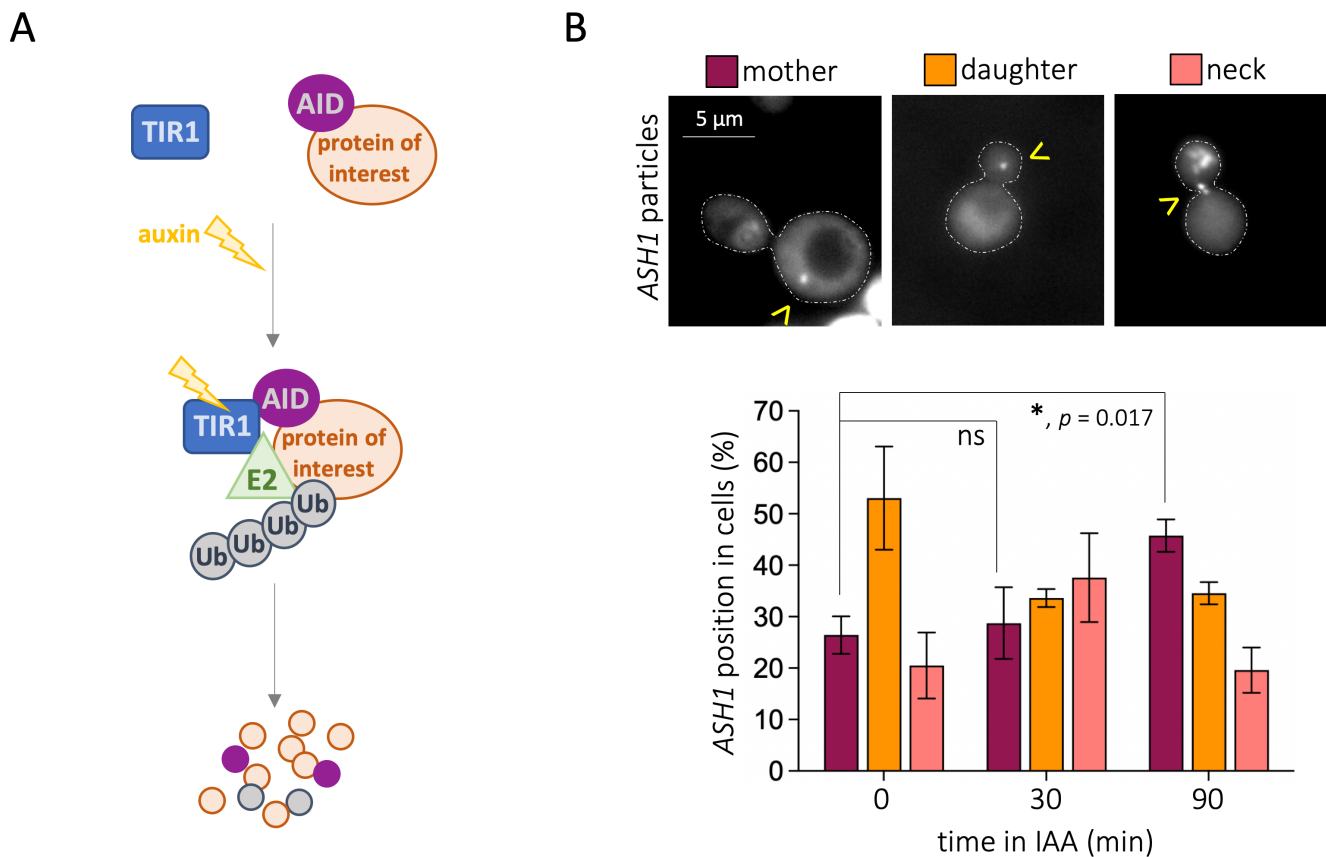 A
AID
TIR1
protein of
interest
auxin
AID
TIR1
protein of
interest
E2
Ub
Ub
Ub
Ub
B
mother
daughter
neck
ASH1 particles
5 µm
ASH1 position in cells (%)
70
60
50
40
30
20
10
0
ns
*, p = 0.017
0
30
90
time in IAA (min)